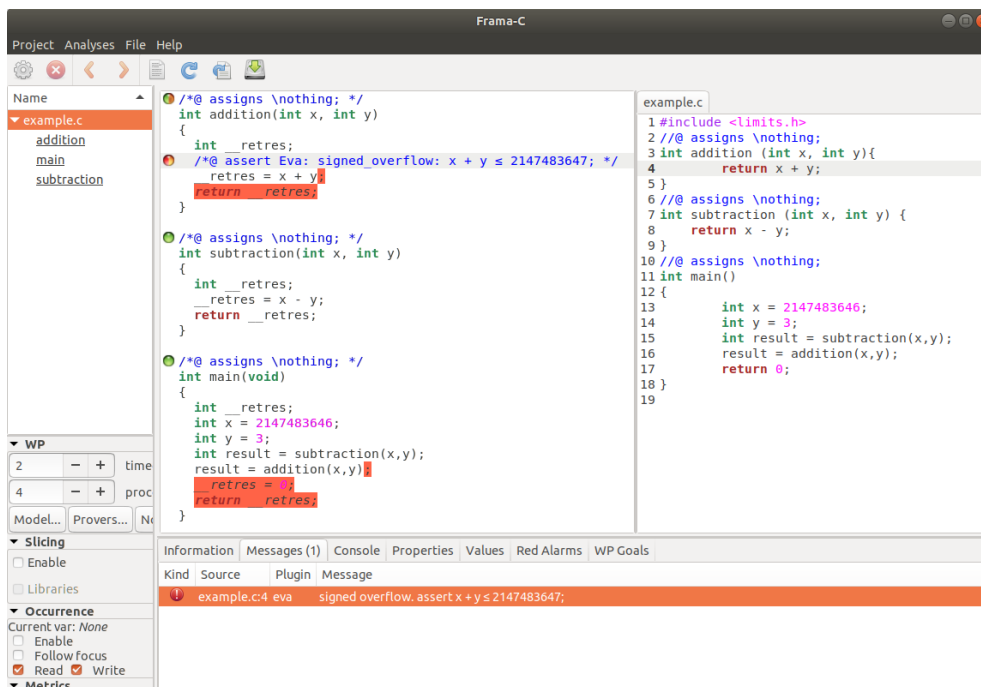 Frama-C
Project Analyses File Help
Name
example.c
addition
main
subtraction
/*@ assigns \nothing; */
int addition(int x, int y)
{
int __retres;
/*@ assert Eva: signed_overflow: x + y ≤ 2147483647; */
__retres = x + y;
return __retres;
}
/*@ assigns \nothing; */
int subtraction(int x, int y)
{
int __retres;
__retres = x - y;
return __retres;
}
/*@ assigns \nothing; */
int main(void)
{
int __retres;
int x = 2147483646;
int y = 3;
int result = subtraction(x,y);
result = addition(x,y);
__retres = 0;
return __retres;
}
example.c
1 #include <limits.h>
2 //@ assigns \nothing;
3 int addition (int x, int y){
4 return x + y;
5 }
6 //@ assigns \nothing;
7 int subtraction (int x, int y) {
8 return x - y;
9 }
10 //@ assigns \nothing;
11 int main()
12 {
13 int x = 2147483646;
14 int y = 3;
15 int result = subtraction(x,y);
16 result = addition(x,y);
17 return 0;
18 }
19
WP
2 − + time
4 − + proc
Model... Provers... No
Slicing
Enable
Libraries
Occurrence
Current var: None
Enable
Follow focus
Read Write
Metrics
Information Messages (1) Console Properties Values Red Alarms WP Goals
Kind Source Plugin Message
example.c:4 eva signed overflow. assert x + y ≤ 2147483647;